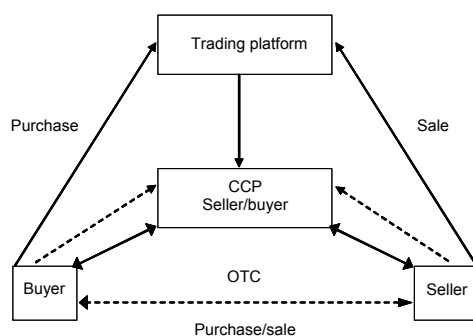 Trading platform
Purchase
Sale
CCP
Seller/buyer
OTC
Buyer
Seller
Purchase/sale